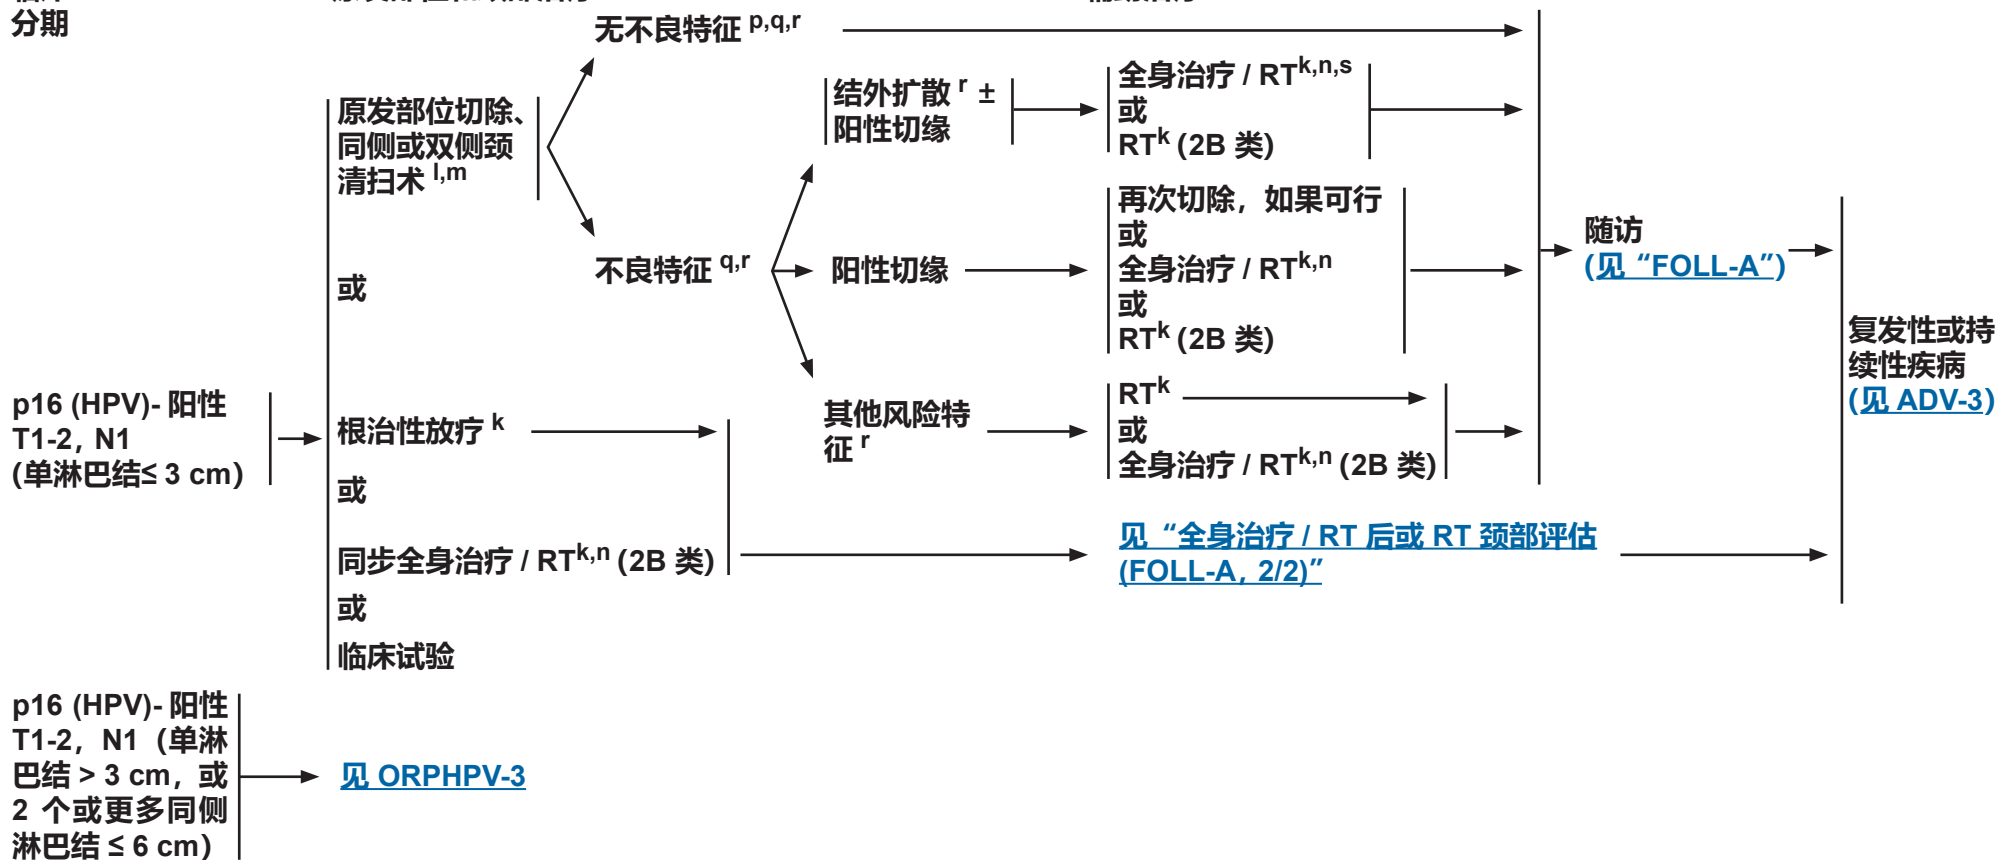 分期
无不良特征 p,q,r
原发部位切除、
同侧或双侧颈
清扫术 l,m
或
不良特征 q,r
结外扩散 r ±
阳性切缘
全身治疗 / RTk,n,s
或
RTk (2B 类)
阳性切缘
再次切除，如果可行
或
全身治疗 / RTk,n
或
RTk (2B 类)
随访
(见 “FOLL-A”)
复发性或持
续性疾病
(见 ADV-3)
p16 (HPV)- 阳性
T1-2，N1
(单淋巴结≤ 3 cm)
根治性放疗 k
或
其他风险特
征 r
RTk
或
全身治疗 / RTk,n (2B 类)
同步全身治疗 / RTk,n (2B 类)
或
临床试验
见 “全身治疗 / RT 后或 RT 颈部评估
(FOLL-A，2/2)”
p16 (HPV)- 阳性
T1-2，N1（单淋
巴结 > 3 cm，或
2 个或更多同侧
淋巴结 ≤ 6 cm）
见 ORPHPV-3